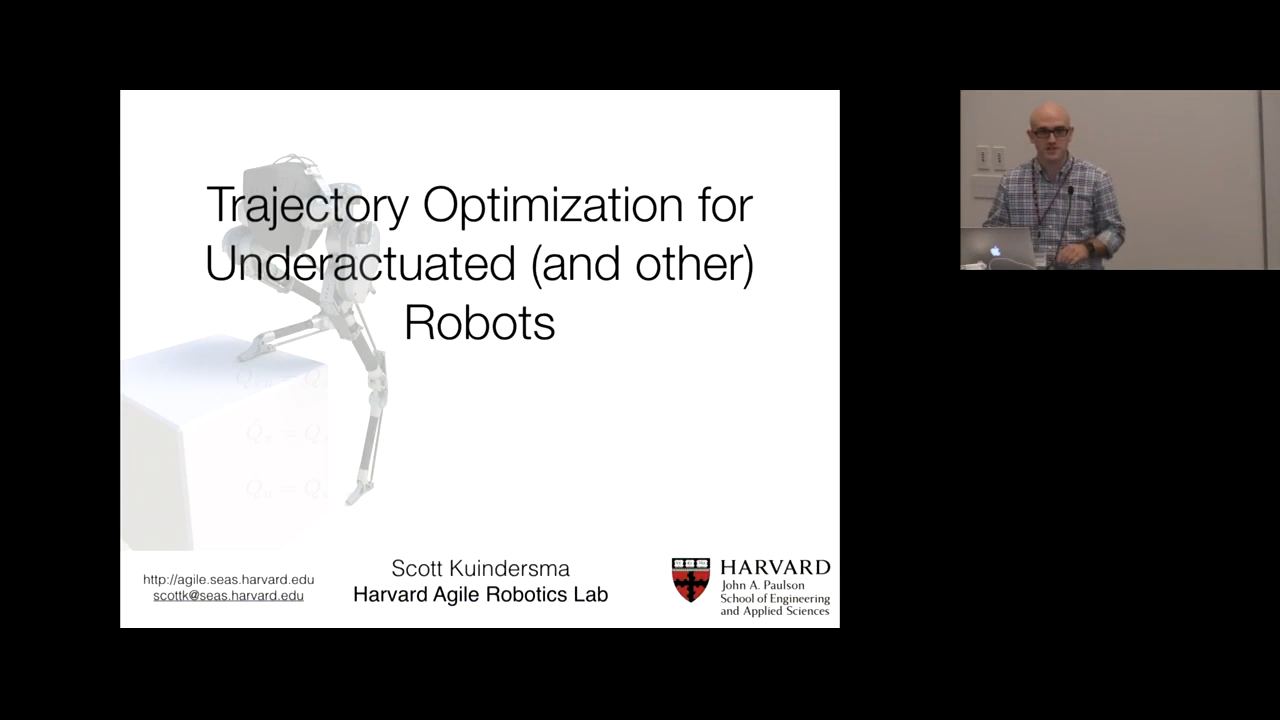 Trajectory Optimization for
Underactuated (and other)
Robots
http://agile.seas.harvard.edu
scottk@seas.harvard.edu
Scott Kuindersma
Harvard Agile Robotics Lab
HARVARD
John A. Paulson
School of Engineering
and Applied Sciences